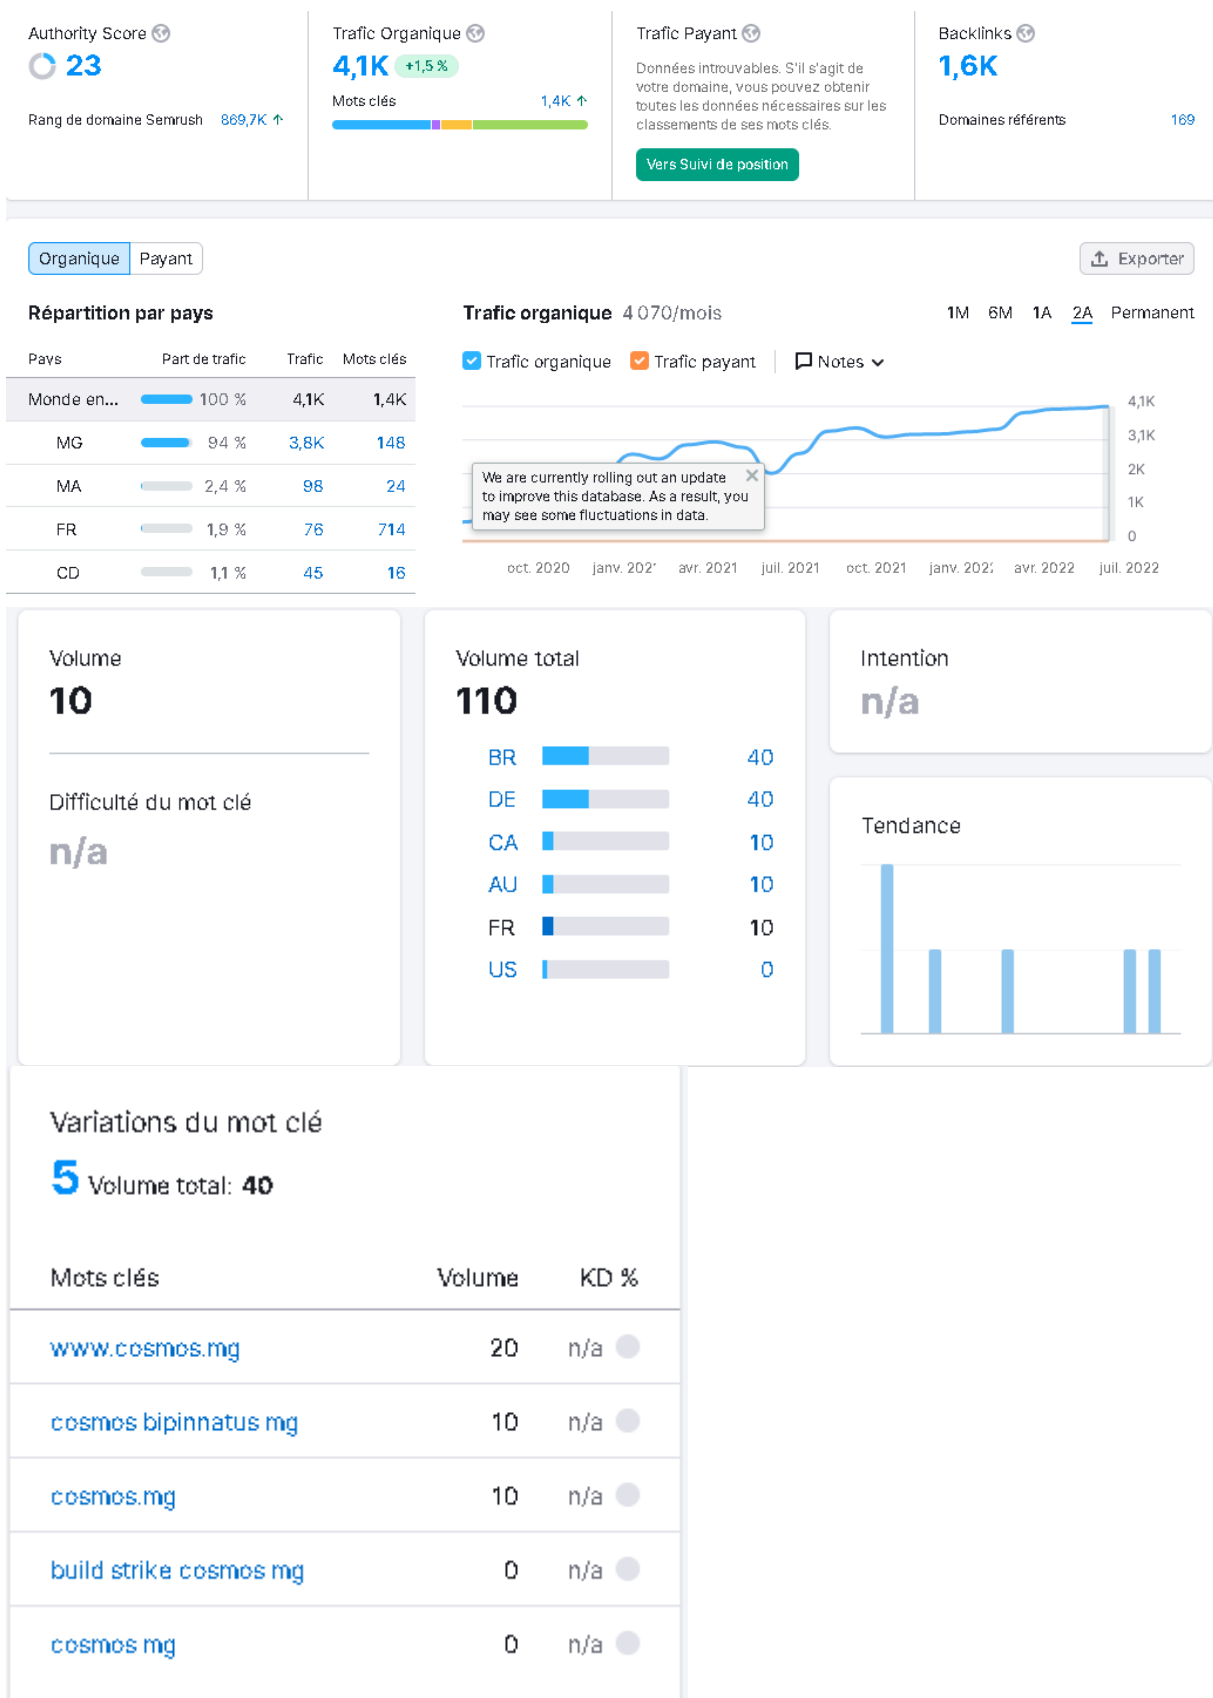 Authority Score
23
Rang de domaine Semrush 869,7K ↑
Trafic Organique
4,1K +1,5 %
Mots clés 1,4K ↑
Trafic Payant
Données introuvables. S'il s'agit de
votre domaine, vous pouvez obtenir
toutes les données nécessaires sur les
classements de ses mots clés.
Vers Suivi de position
Backlinks
1,6K
Domaines référents 169
Organique Payant
Exporter
Répartition par pays
Pays Part de trafic Trafic Mots clés
Monde en... 100 % 4,1K 1,4K
MG 94 % 3,8K 148
MA 2,4 % 98 24
FR 1,9 % 76 714
CD 1,1 % 45 16
Trafic organique 4 070/mois
1M 6M 1A 2A Permanent
Trafic organique Trafic payant Notes
4,1K
3,1K
2K
1K
0
We are currently rolling out an update
to improve this database. As a result, you
may see some fluctuations in data.
oct. 2020 janv. 202 avr. 2021 juil. 2021 oct. 2021 janv. 202 avr. 2022 juil. 2022
Volume
10
Difficulté du mot clé
n/a
Volume total
110
BR 40
DE 40
CA 10
AU 10
FR 10
US 0
Intention
n/a
Tendance
Variations du mot clé
5 Volume total: 40
Mots clés Volume KD %
www.cosmos.mg 20 n/a
cosmos bipinnatus mg 10 n/a
cosmos.mg 10 n/a
build strike cosmos mg 0 n/a
cosmos mg 0 n/a